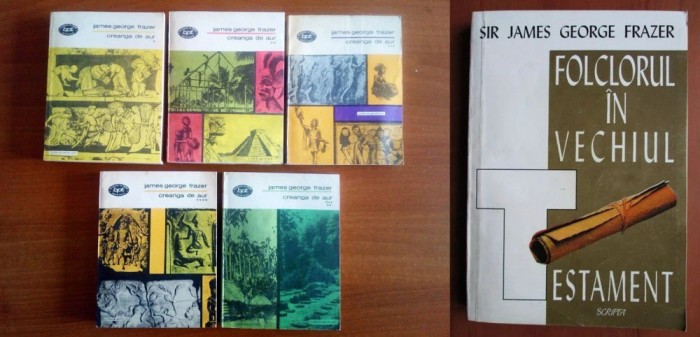 bpt
james george frazer
creanga de aur
*
bpt
james george frazer
creanga de aur
**
bpt
james george frazer
creanga de aur
bpt
james george frazer
creanga de aur
****
bpt
james george frazer
creanga de aur
***
**
SIR JAMES GEORGE FRAZER
FOLCLORUL
ÎN
VECHIUL
TESTAMENT
SCRIPTA